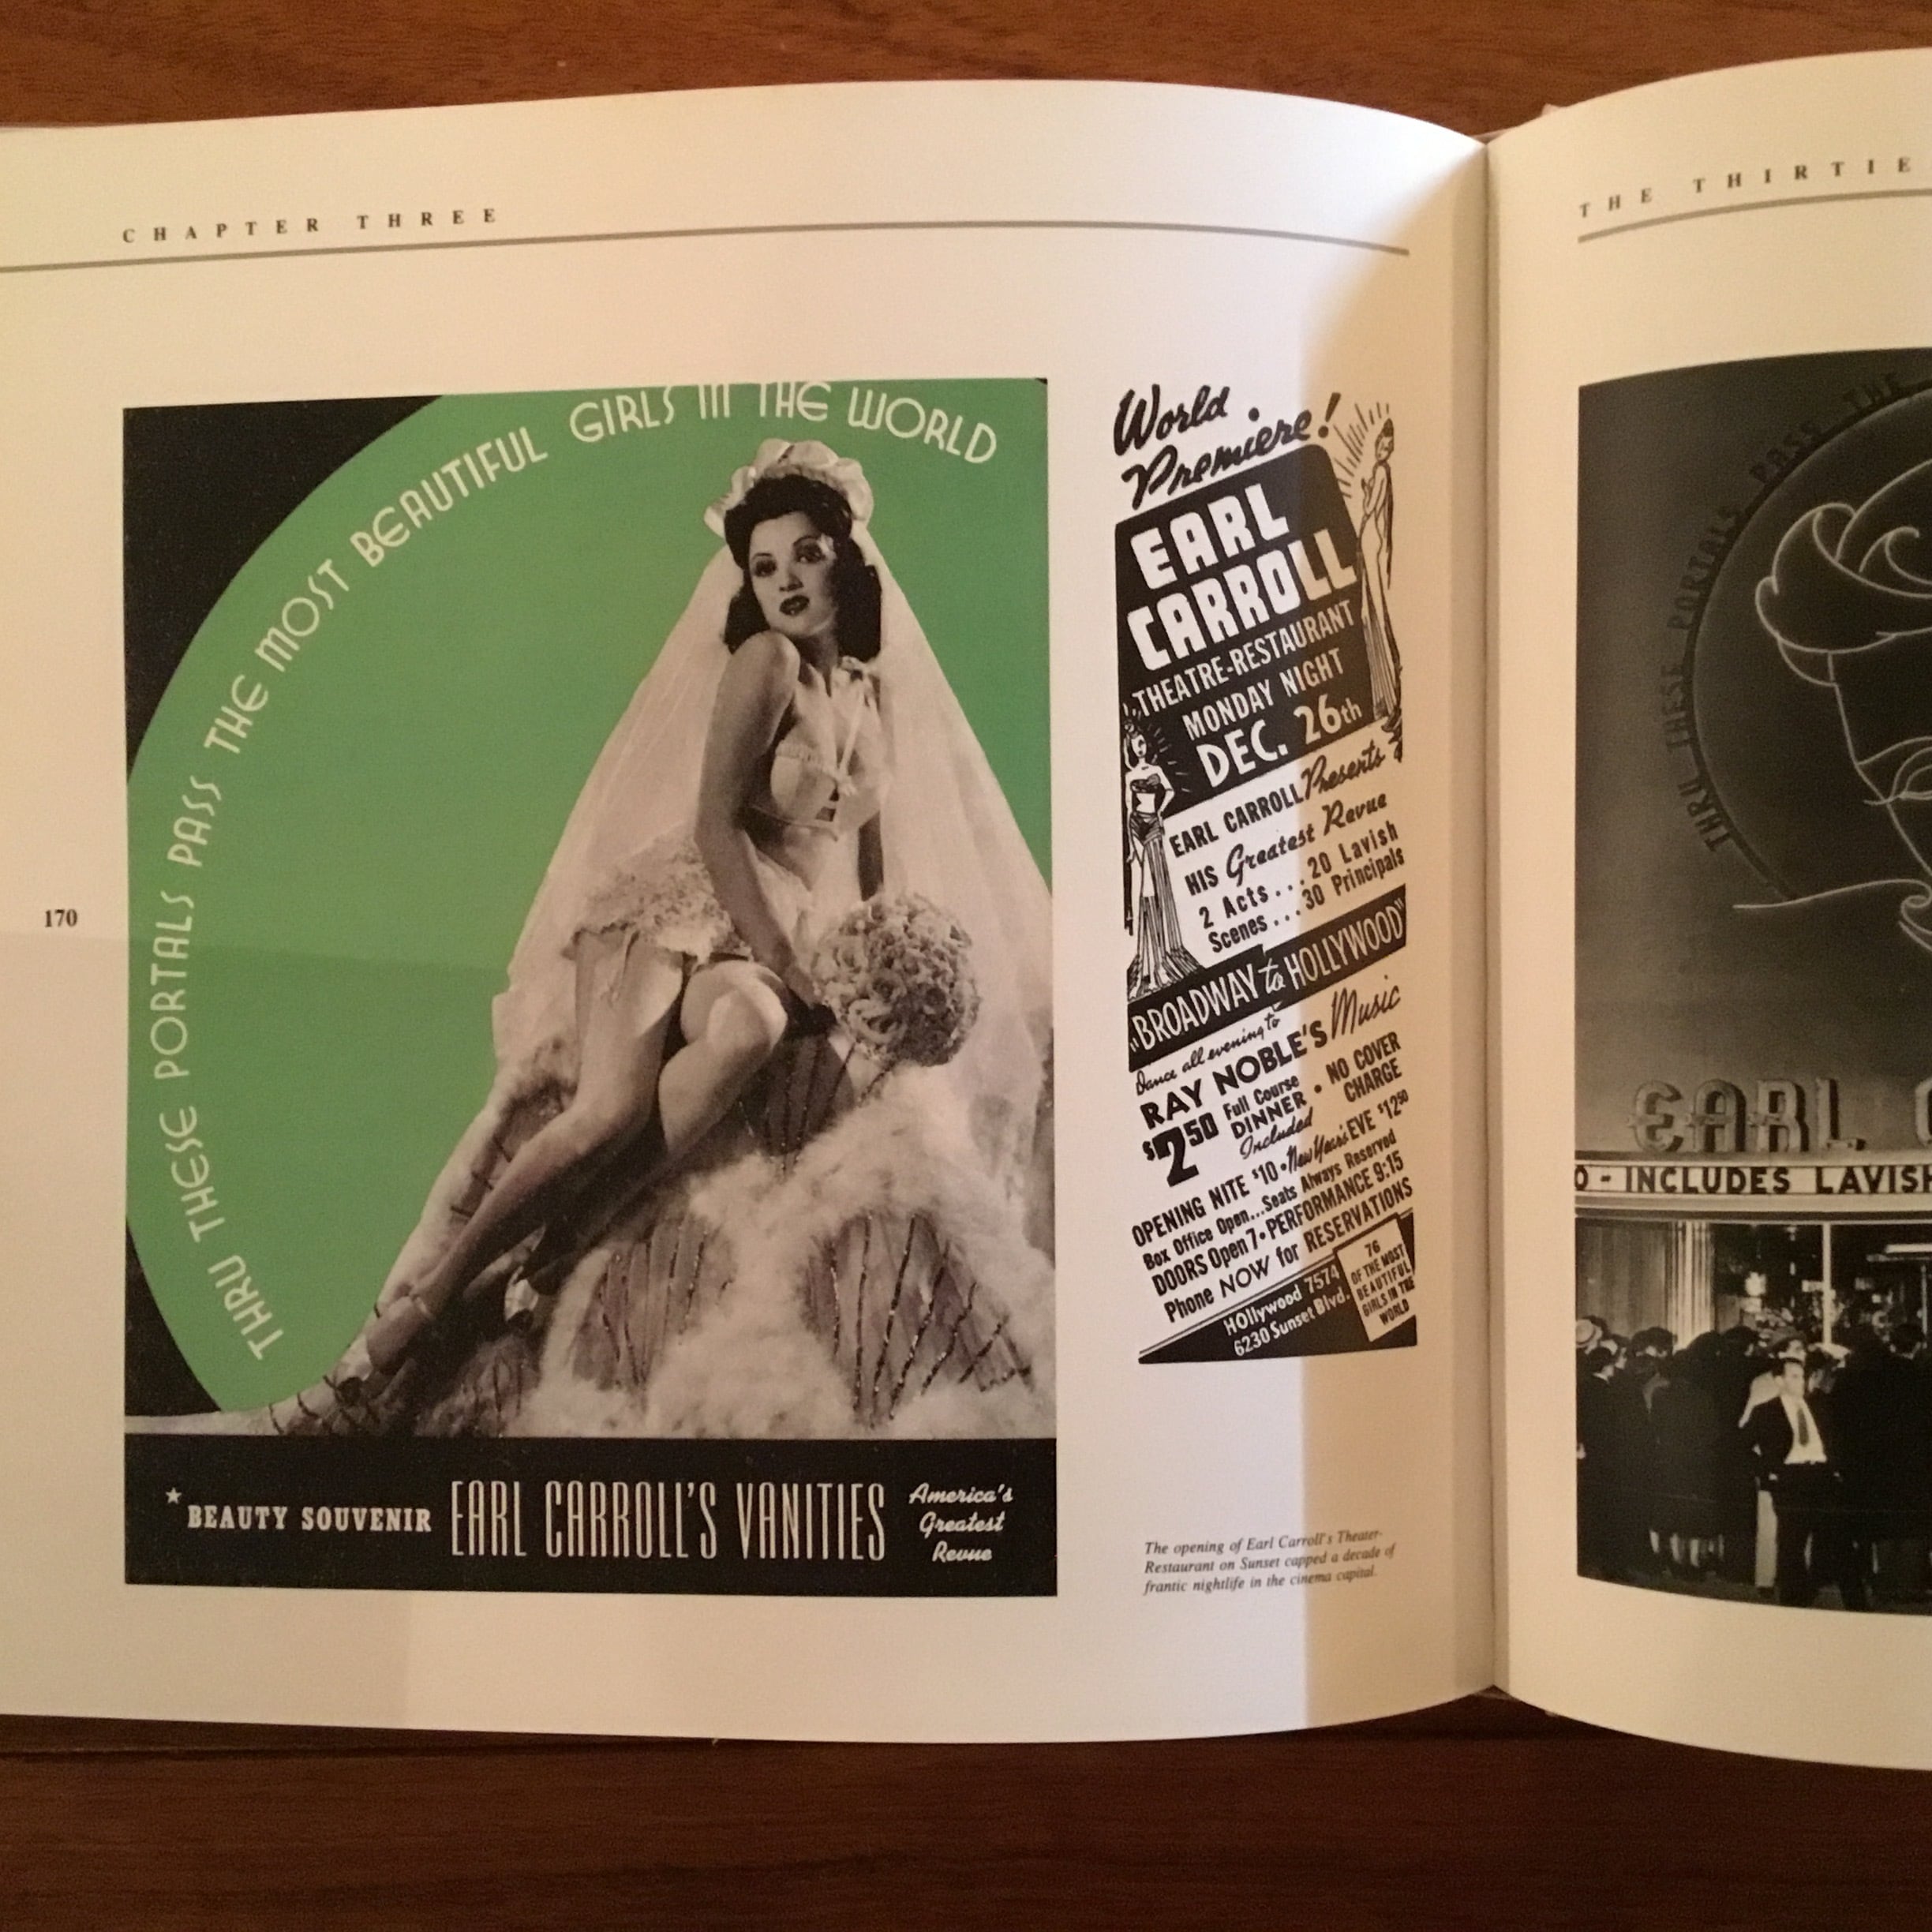 CHAPTER THREE
170
THRU THESE PORTALS PASS THE MOST BEAUTIFUL GIRLS IN THE WORLD
★BEAUTY SOUVENIR EARL CARROLL'S VANITIES
America's
Greatest
Revue
World
Premiere!
EARL
CARROLL
THEATRE-RESTAURANT
MONDAY NIGHT
DEC. 26th
EARL CARROLL Presents
HIS Greatest Revue
2 Acts...20 Lavish
Scenes...30 Principals
"BROADWAY to HOLLYWOOD"
Dance all evening to
RAY NOBLE'S Music
$2.50 Full Course
DINNER
Included
• NO COVER
CHARGE
OPENING NITE $10 • New Year's EVE $12.50
Box Office Open...Seats Always Reserved
DOORS Open 7 • PERFORMANCE 9:15
Phone NOW for RESERVATIONS
HOllywood 7574
6230 Sunset Blvd.
76
OF THE MOST
BEAUTIFUL
GIRLS IN THE
WORLD
The opening of Earl Carroll's Theater-
Restaurant on Sunset capped a decade of
frantic nightlife in the cinema capital.
THE
THRU THESE PORTALS PASS THE
EARL
- INCLUDES